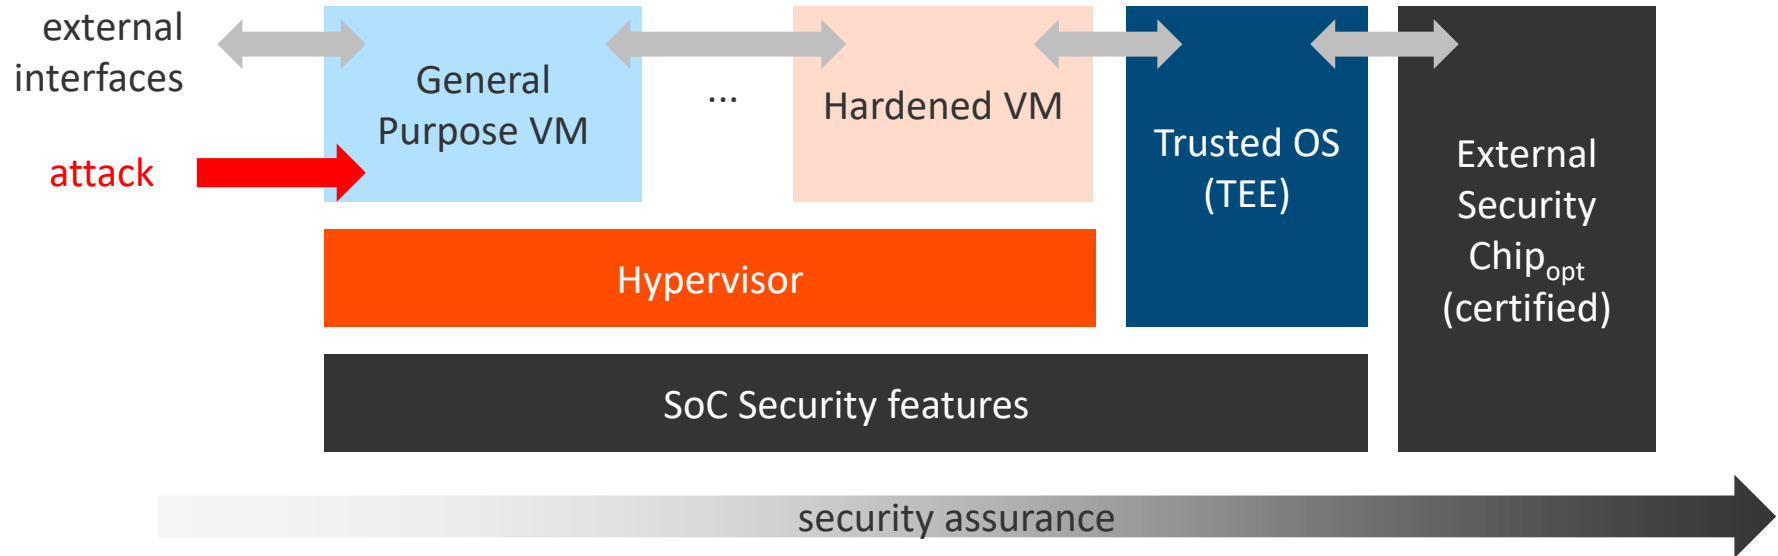 external
interfaces
attack
General
Purpose VM
...
Hardened VM
Trusted OS
(TEE)
External
Security
Chipopt
(certified)
Hypervisor
SoC Security features
security assurance